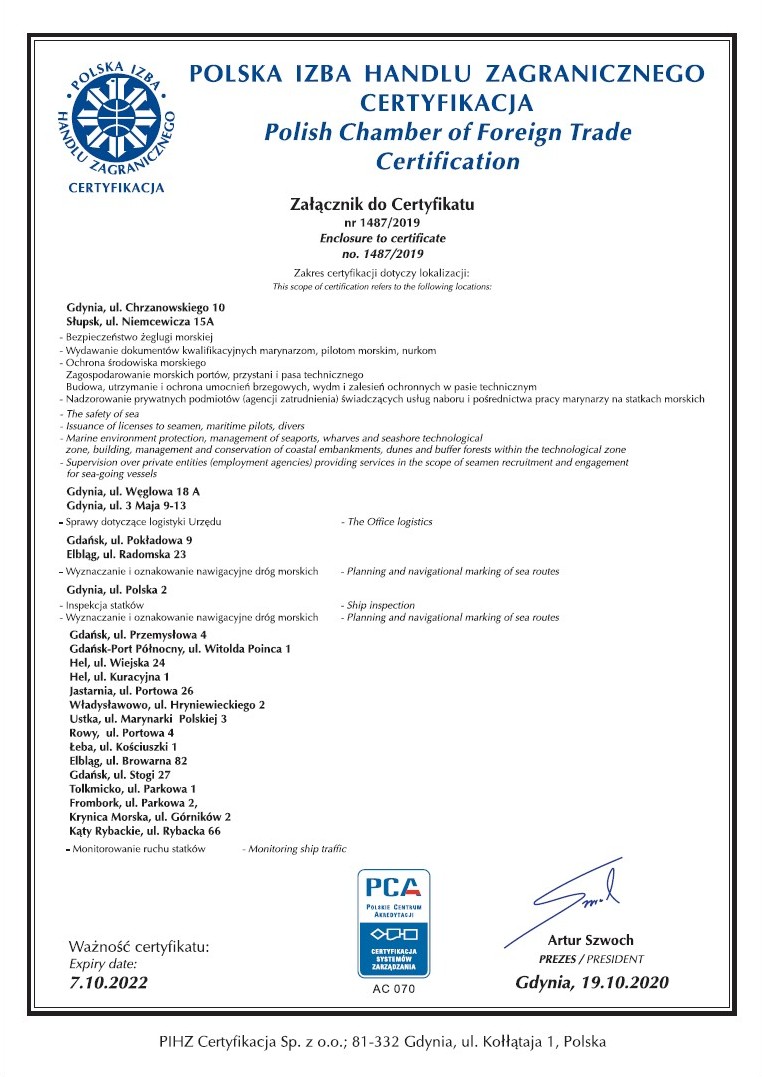 POLSKA IZBA
HANDLU ZAGRANICZNEGO
CERTYFIKACJA
POLSKA IZBA HANDLU ZAGRANICZNEGO
CERTYFIKACJA
Polish Chamber of Foreign Trade
Certification
Załącznik do Certyfikatu
nr 1487/2019
Enclosure to certificate
no. 1487/2019
Zakres certyfikacji dotyczy lokalizacji:
This scope of certification refers to the following locations:
Gdynia, ul. Chrzanowskiego 10
Słupsk, ul. Niemcewicza 15A
- Bezpieczeństwo żeglugi morskiej
- Wydawanie dokumentów kwalifikacyjnych marynarzom, pilotom morskim, nurkom
- Ochrona środowiska morskiego
Zagospodarowanie morskich portów, przystani i pasa technicznego
Budowa, utrzymanie i ochrona umocnień brzegowych, wydm i zalesień ochronnych w pasie technicznym
- Nadzorowanie prywatnych podmiotów (agencji zatrudnienia) świadczących usług naboru i pośrednictwa pracy marynarzy na statkach morskich
- The safety of sea
- Issuance of licenses to seamen, maritime pilots, divers
- Marine environment protection, management of seaports, wharves and seashore technological
zone, building, management and conservation of coastal embankments, dunes and buffer forests within the technological zone
- Supervision over private entities (employment agencies) providing services in the scope of seamen recruitment and engagement
for sea-going vessels
Gdynia, ul. Węglowa 18 A
Gdynia, ul. 3 Maja 9-13
- Sprawy dotyczące logistyki Urzędu - The Office logistics
Gdańsk, ul. Pokładowa 9
Elbląg, ul. Radomska 23
- Wyznaczanie i oznakowanie nawigacyjne dróg morskich - Planning and navigational marking of sea routes
Gdynia, ul. Polska 2
- Inspekcja statków - Ship inspection
- Wyznaczanie i oznakowanie nawigacyjne dróg morskich - Planning and navigational marking of sea routes
Gdańsk, ul. Przemysłowa 4
Gdańsk-Port Północny, ul. Witolda Poinca 1
Hel, ul. Wiejska 24
Hel, ul. Kuracyjna 1
Jastarnia, ul. Portowa 26
Władysławowo, ul. Hryniewieckiego 2
Ustka, ul. Marynarki Polskiej 3
Rowy, ul. Portowa 4
Łeba, ul. Kościuszki 1
Elbląg, ul. Browarna 82
Gdańsk, ul. Stogi 27
Tolkmicko, ul. Parkowa 1
Frombork, ul. Parkowa 2,
Krynica Morska, ul. Górników 2
Kąty Rybackie, ul. Rybacka 66
- Monitorowanie ruchu statków - Monitoring ship traffic
PCA
POLSKIE CENTRUM
AKREDYTACJI
CERTYFIKACJA
SYSTEMÓW
ZARZĄDZANIA
AC 070
Ważność certyfikatu:
Expiry date:
7.10.2022
Artur Szwoch
PREZES / PRESIDENT
Gdynia, 19.10.2020
PIHZ Certyfikacja Sp. z o.o.; 81-332 Gdynia, ul. Kołłątaja 1, Polska